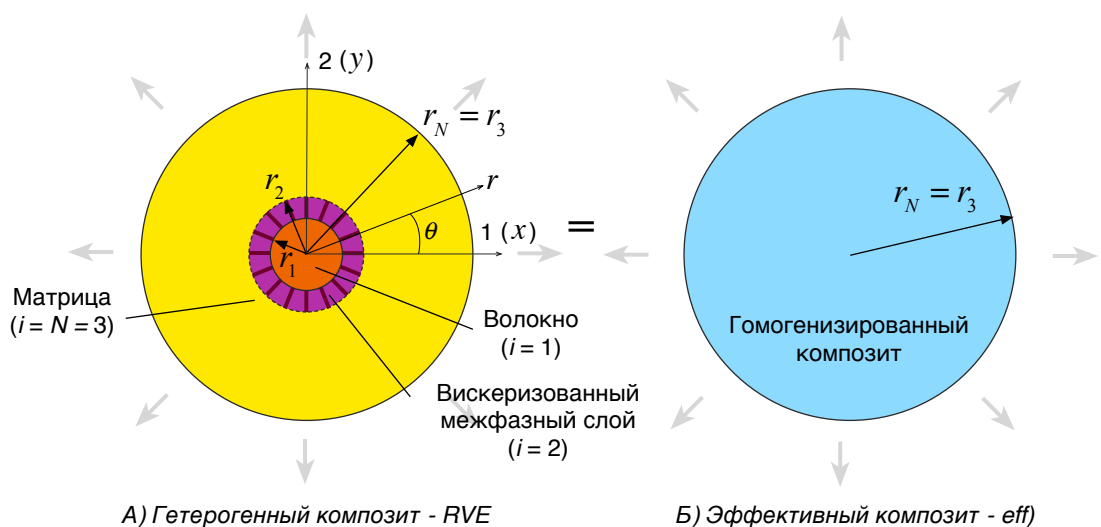 2 (y)
r_N = r_3
r_2
r
θ
1 (x)
=
r_1
r_N = r_3
Матрица
(i = N = 3)
Волокно
(i = 1)
Вискеризованный
межфазный слой
(i = 2)
Гомогенизированный
композит
А) Гетерогенный композит - RVE
Б) Эффективный композит - eff)